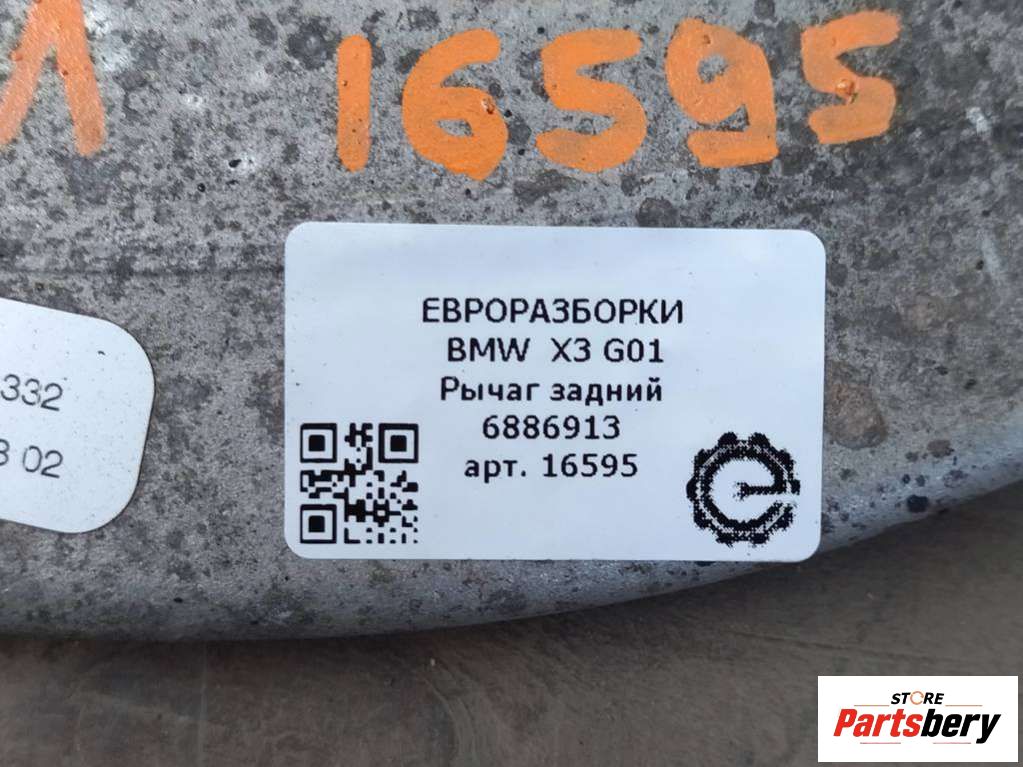 16595
ЕВРОРАЗБОРКИ
BMW X3 G01
Рычаг задний
6886913
арт. 16595
332
02
STORE
Partsbery